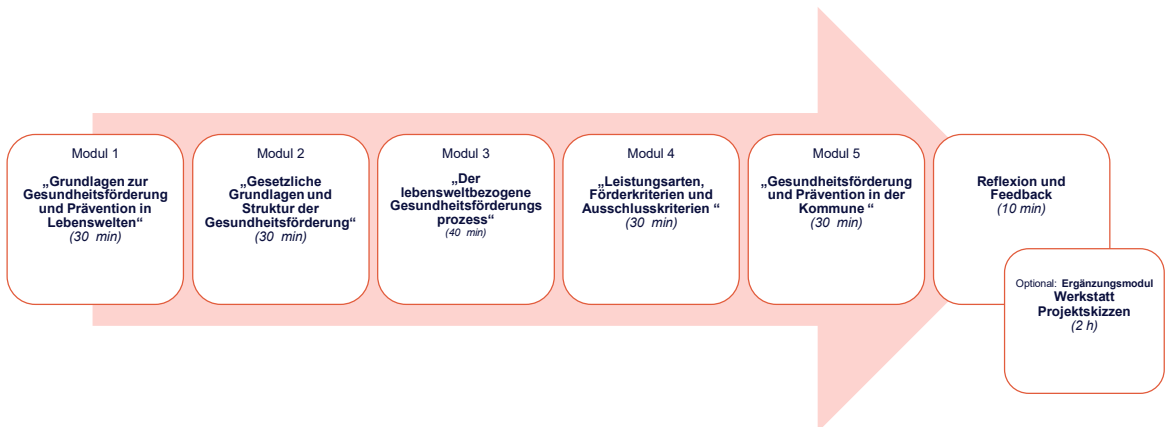 Modul 1
„Grundlagen zur
Gesundheitsförderung
und Prävention in
Lebenswelten“
(30 min)
Modul 2
„Gesetzliche
Grundlagen und
Struktur der
Gesundheitsförderung“
(30 min)
Modul 3
„Der
lebensweltbezogene
Gesundheitsförderungs
prozess“
(40 min)
Modul 4
„Leistungsarten,
Förderkriterien und
Ausschlusskriterien “
(30 min)
Modul 5
„Gesundheitsförderung
und Prävention in der
Kommune “
(30 min)
Reflexion und
Feedback
(10 min)
Optional: Ergänzungsmodul
Werkstatt
Projektskizzen
(2 h)